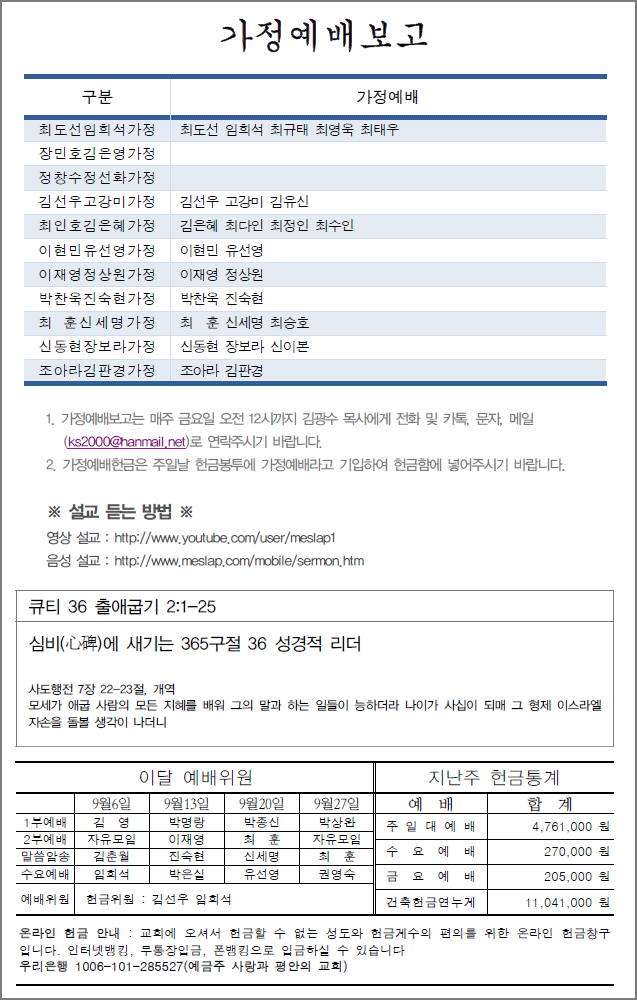 가정예배보고
구분 가정예배
최도선임희석가정 최도선 임희석 최규태 최영욱 최태우
장민호김은영가정
정창수정선화가정
김선우고강미가정 김선우 고강미 김유신
최인호김은혜가정 김은혜 최다인 최정인 최수인
이현민유선영가정 이현민 유선영
이재영정상원가정 이재영 정상원
박찬욱진숙현가정 박찬욱 진숙현
최 훈신세명가정 최 훈 신세명 최승호
신동현장보라가정 신동현 장보라 신이본
조아라김판경가정 조아라 김판경
1. 가정예배보고는 매주 금요일 오전 12시까지 김광수 목사에게 전화 및 카톡, 문자, 메일
(ks2000@hanmail.net)로 연락주시기 바랍니다.
2. 가정예배헌금은 주일날 헌금봉투에 가정예배라고 기입하여 헌금함에 넣어주시기 바랍니다.
※ 설교 듣는 방법 ※
영상 설교 : http://www.youtube.com/user/meslap1
음성 설교 : http://www.meslap.com/mobile/sermon.htm
큐티 36 출애굽기 2:1-25
심비(心碑)에 새기는 365구절 36 성경적 리더
사도행전 7장 22-23절, 개역
모세가 애굽 사람의 모든 지혜를 배워 그의 말과 하는 일들이 능하더라 나이가 사십이 되매 그 형제 이스라엘
자손을 돌볼 생각이 나더니
이달 예배위원
9월6일 9월13일 9월20일 9월27일
1부예배 김 영 박명랑 박종신 박상완
2부예배 자유모임 이재영 최 훈 자유모임
말씀암송 김춘월 진숙현 신세명 최 훈
수요예배 임희석 박은실 유선영 권영숙
예배위원 헌금위원 : 김선우 임희석
지난주 헌금통계
예 배 합 계
주 일 대 예 배 4,761,000 원
수 요 예 배 270,000 원
금 요 예 배 205,000 원
건축헌금연누계 11,041,000 원
온라인 헌금 안내 : 교회에 오셔서 헌금할 수 없는 성도와 헌금계수의 편의를 위한 온라인 헌금창구
입니다. 인터넷뱅킹, 무통장입금, 폰뱅킹으로 입금하실 수 있습니다
우리은행 1006-101-285527(예금주 사랑과 평안의 교회)